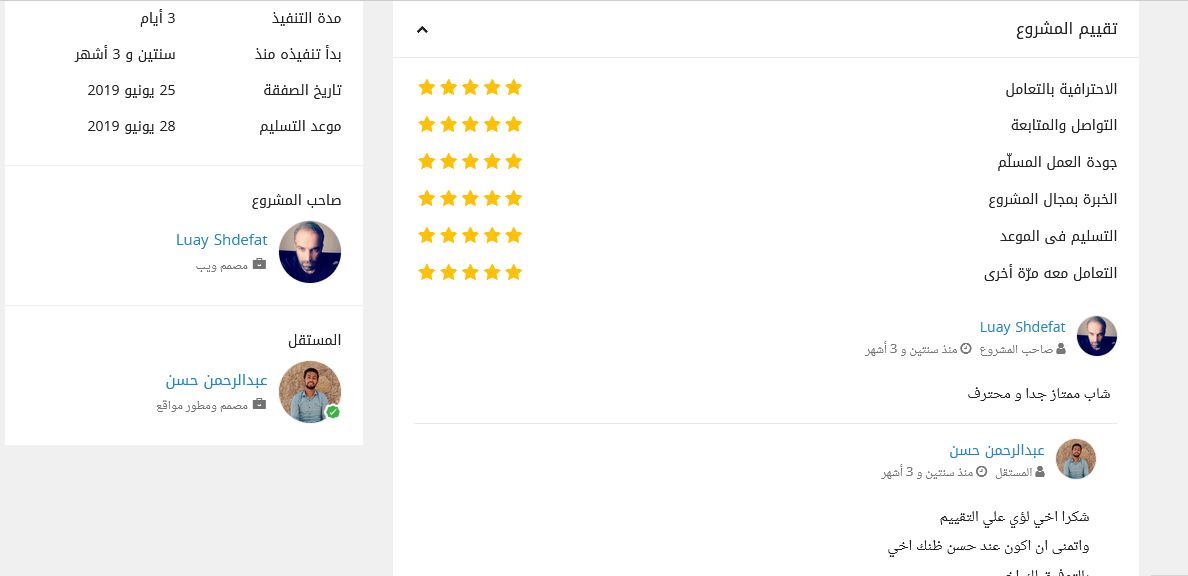 تقييم المشروع
الاحترافية بالتعامل
التواصل والمتابعة
جودة العمل المسلّم
الخبرة بمجال المشروع
التسليم فى الموعد
التعامل معه مرّة أخرى
Luay Shdefat
صاحب المشروع منذ سنتين و 3 أشهر
شاب ممتاز جدا و محترف
عبدالرحمن حسن
المستقل منذ سنتين و 3 أشهر
شكرا اخي لؤي علي التقييم
واتمنى ان اكون عند حسن ظنك اخي
مدة التنفيذ 3 أيام
بدأ تنفيذه منذ سنتين و 3 أشهر
تاريخ الصفقة 25 يونيو 2019
موعد التسليم 28 يونيو 2019
صاحب المشروع
Luay Shdefat
مصمم ويب
المستقل
عبدالرحمن حسن
مصمم ومطور مواقع